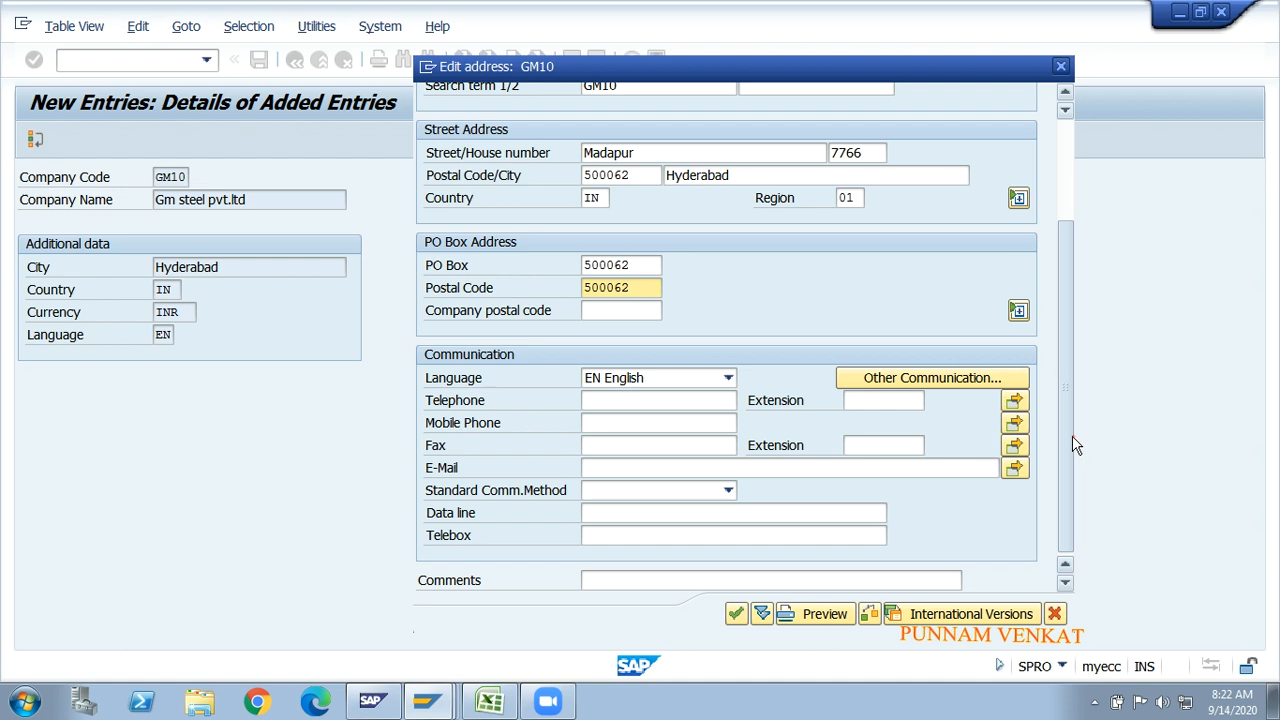 Table View Edit Goto Selection Utilities System Help
Edit address: GM10
New Entries: Details of Added Entries
Search term 1/2 GM10
Street Address
Street/House number Madapur 7766
Company Code GM10
Postal Code/City 500062 Hyderabad
Company Name Gm steel pvt.ltd
Country IN Region 01
Additional data
PO Box Address
City Hyderabad
PO Box 500062
Country IN
Postal Code 500062
Currency INR
Company postal code
Language EN
Communication
Language EN English Other Communication...
Telephone Extension
Mobile Phone
Fax Extension
E-Mail
Standard Comm.Method
Data line
Telebox
Comments
Preview International Versions
PUNNAM VENKAT
SAP SPRO myecc INS
SAP
8:22 AM
9/14/2020